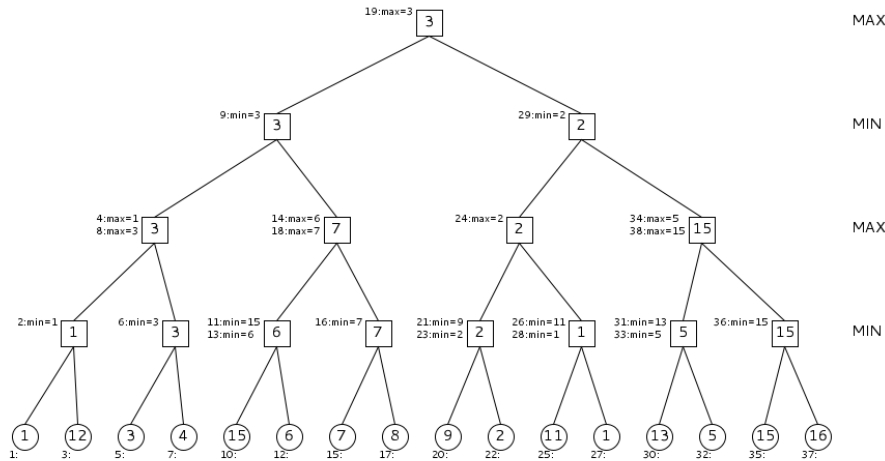 19:max=3
3
MAX
9:min=3
3
29:min=2
2
MIN
4:max=1
8:max=3
3
14:max=6
18:max=7
7
24:max=2
2
34:max=5
38:max=15
15
MAX
2:min=1
1
6:min=3
3
11:min=15
13:min=6
6
16:min=7
7
21:min=9
23:min=2
2
26:min=11
28:min=1
1
31:min=13
33:min=5
5
36:min=15
15
MIN
1 12 3 4 15 6 7 8 9 2 11 1 13 5 15 16
1: 3: 5: 7: 10: 12: 15: 17: 20: 22: 25: 27: 30: 32: 35: 37: